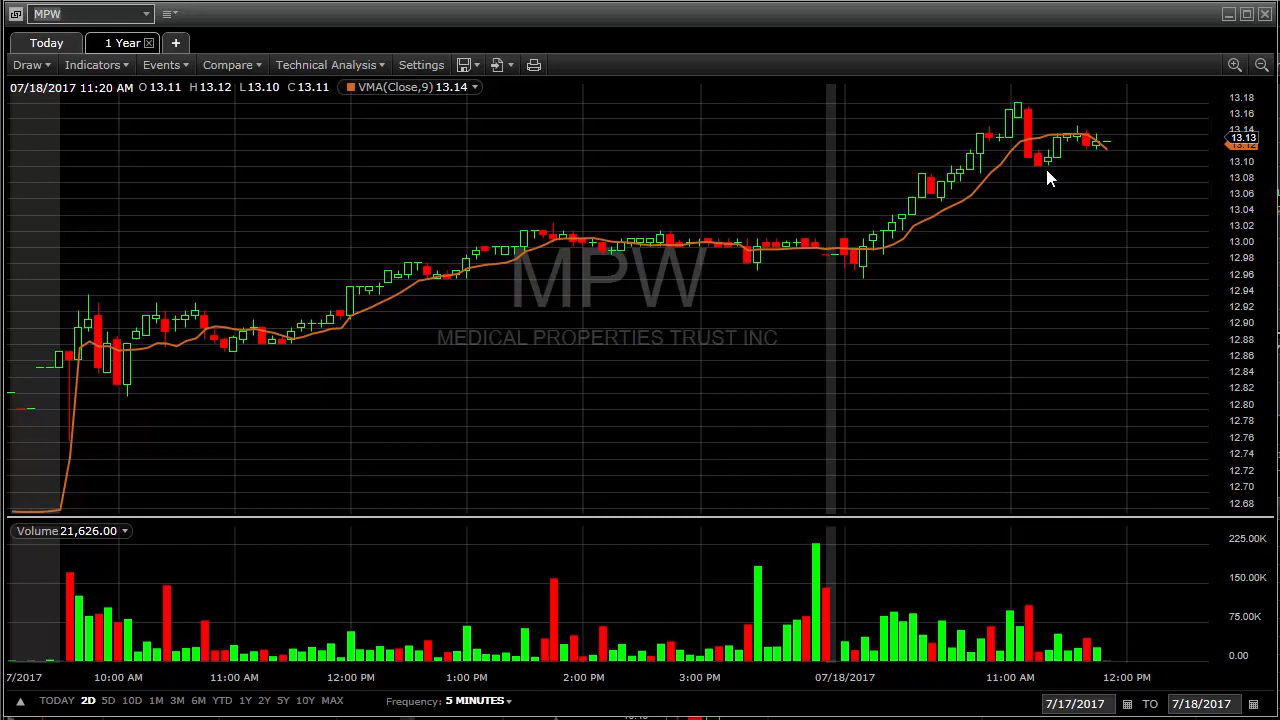 MPW
Today 1 Year +
Draw Indicators Events Compare Technical Analysis Settings
07/18/2017 11:20 AM O 13.11 H 13.12 L 13.10 C 13.11 VMA(Close,9) 13.14
13.18
13.16
13.14
13.13
13.12
13.10
13.08
13.06
13.04
13.02
13.00
12.98
12.96
12.94
12.92
12.90
12.88
12.86
12.84
12.82
12.80
12.78
12.76
12.74
12.72
12.70
12.68
MPW
MEDICAL PROPERTIES TRUST INC
Volume 21,626.00
225.00K
150.00K
75.00K
0.00
7/2017 10:00 AM 11:00 AM 12:00 PM 1:00 PM 2:00 PM 3:00 PM 07/18/2017 11:00 AM 12:00 PM
TODAY 2D 5D 10D 1M 3M 6M YTD 1Y 2Y 5Y 10Y MAX Frequency: 5 MINUTES 7/17/2017 TO 7/18/2017